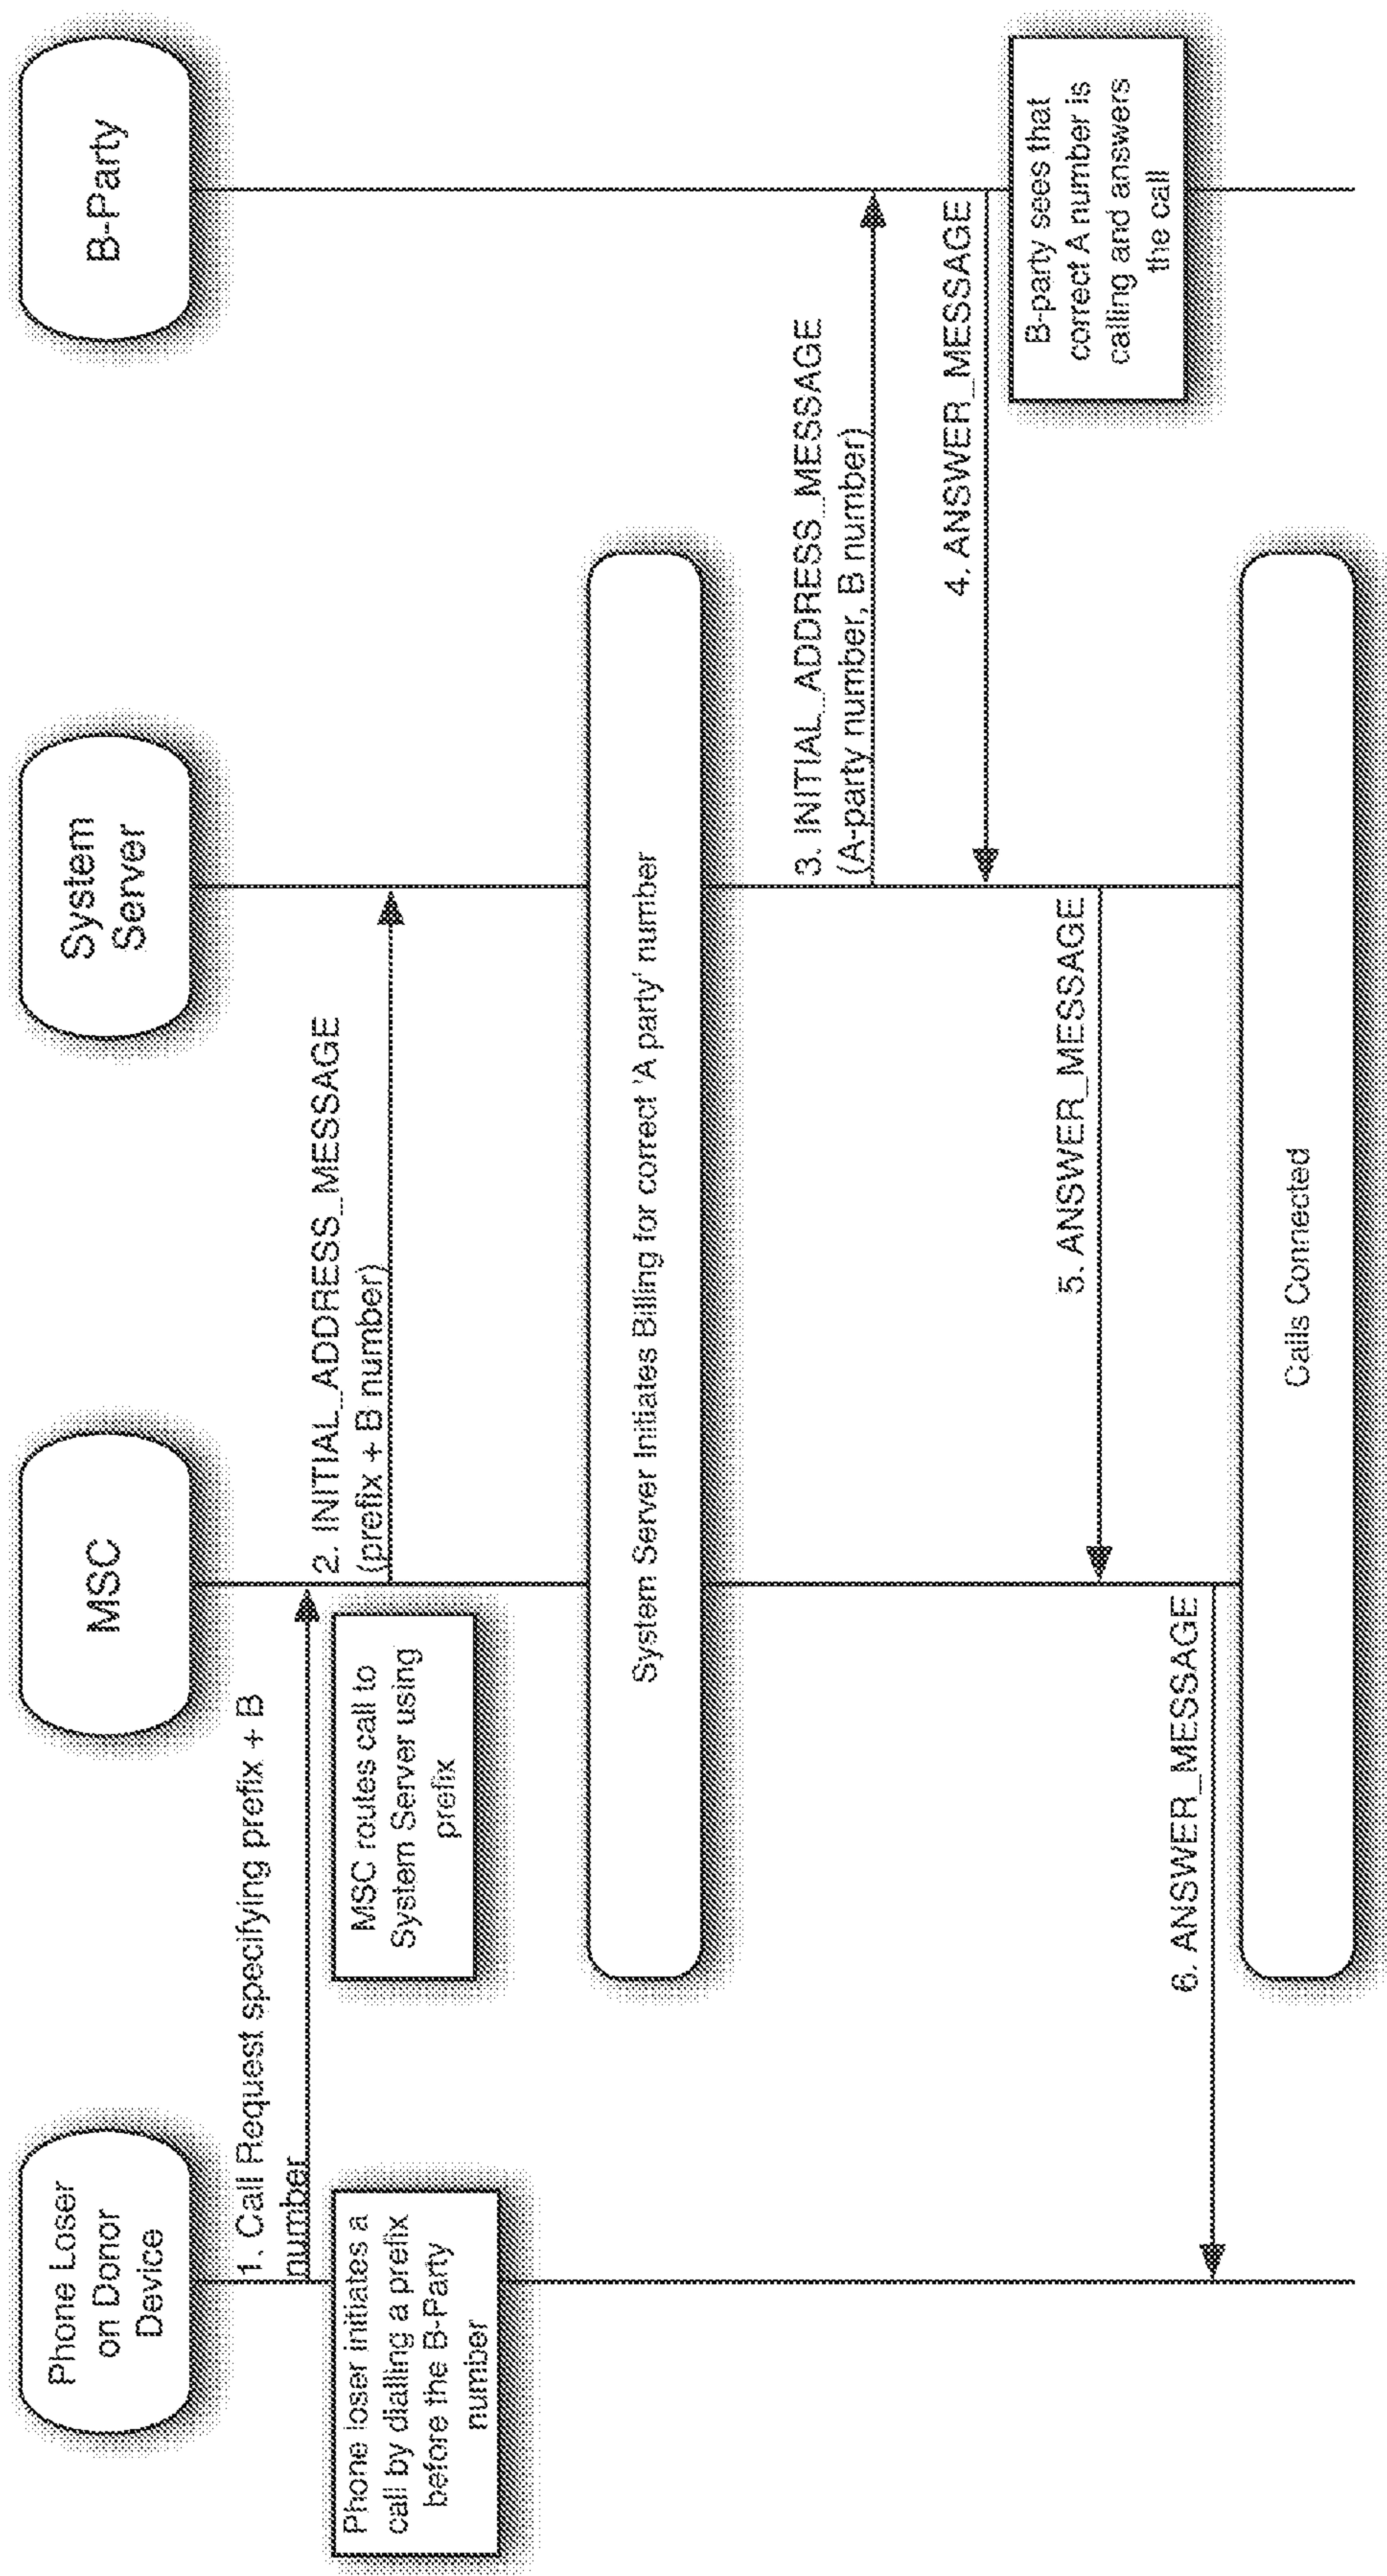 Phone Loser
on Donor
Device
MSC
System
Server
B-Party
1. Call Request specifying prefix + B
number
Phone loser initiates a
call by dialling a prefix
before the B-Party
number
MSC routes call to
System Server using
prefix
2. INITIAL_ADDRESS_MESSAGE
(prefix + B number)
System Server Initiates Billing for correct 'A party' number
3. INITIAL_ADDRESS_MESSAGE
(A-party number, B number)
4. ANSWER_MESSAGE
B-party sees that
correct A number is
calling and answers
the call
5. ANSWER_MESSAGE
6. ANSWER_MESSAGE
Calls Connected